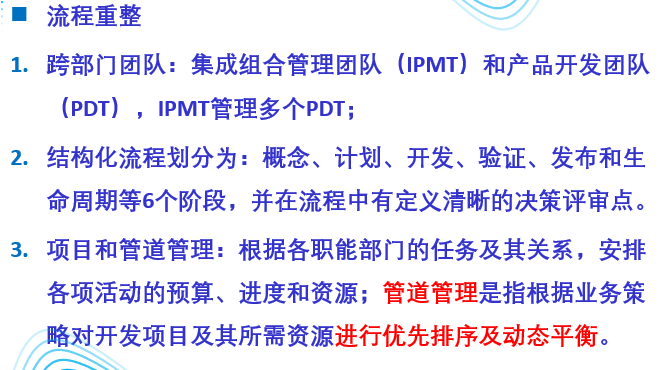 ■ 流程重整
1. 跨部门团队：集成组合管理团队（IPMT）和产品开发团队
（PDT），IPMT管理多个PDT；
2. 结构化流程划分为：概念、计划、开发、验证、发布和生
命周期等6个阶段，并在流程中有定义清晰的决策评审点。
3. 项目和管道管理：根据各职能部门的任务及其关系，安排
各项活动的预算、进度和资源；管道管理是指根据业务策
略对开发项目及其所需资源进行优先排序及动态平衡。